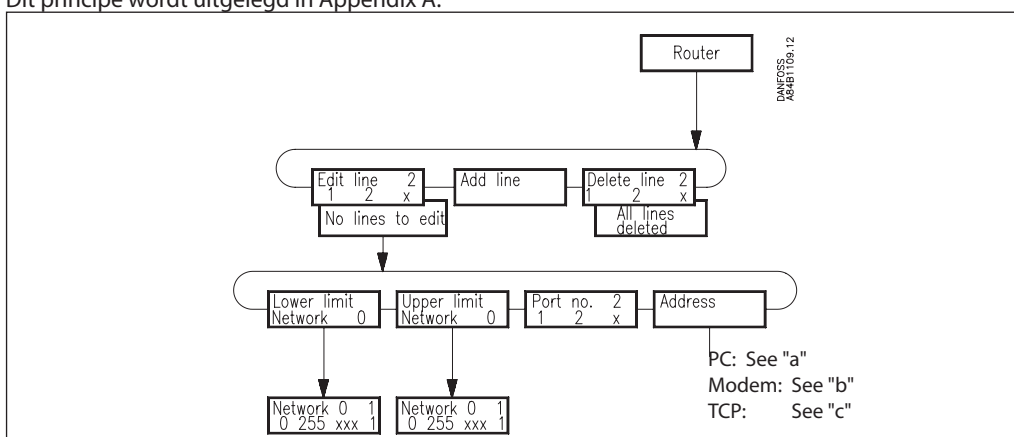 Dit principe wordt uitgelegd in Appendix A.
Router
DANFOSS
A84B1109.12
Edit line 2
1 2 x
No lines to edit
Add line
Delete line 2
1 2 x
All lines
deleted
Lower limit
Network 0
Upper limit
Network 0
Port no. 2
1 2 x
Address
PC: See "a"
Modem: See "b"
TCP: See "c"
Network 0 1
0 255 xxx 1
Network 0 1
0 255 xxx 1